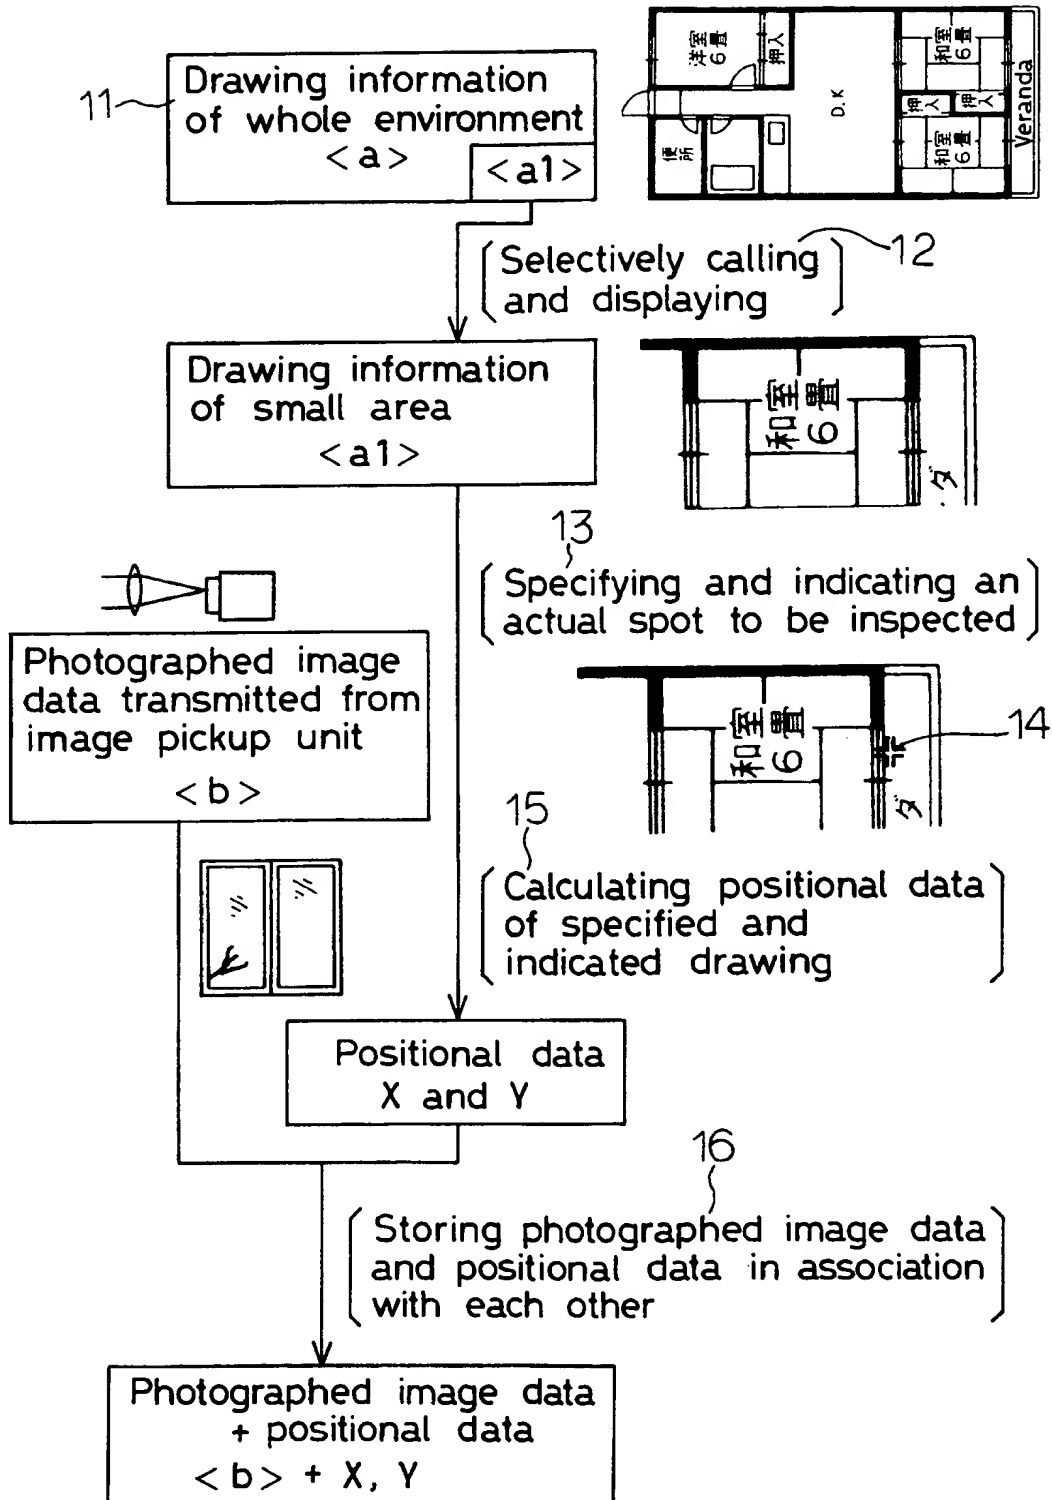 11
Drawing information
of whole environment
<a>
<a1>
洋室
6畳
押入
D.K
和室
6畳
押入
押入
和室
6畳
便所
Veranda
12
Selectively calling
and displaying
Drawing information
of small area
<a1>
和室
6畳
ダ
13
Specifying and indicating an
actual spot to be inspected
Photographed image
data transmitted from
image pickup unit
<b>
和室
6畳
ダ
14
15
Calculating positional data
of specified and
indicated drawing
Positional data
X and Y
16
Storing photographed image data
and positional data in association
with each other
Photographed image data
+ positional data
<b> + X, Y